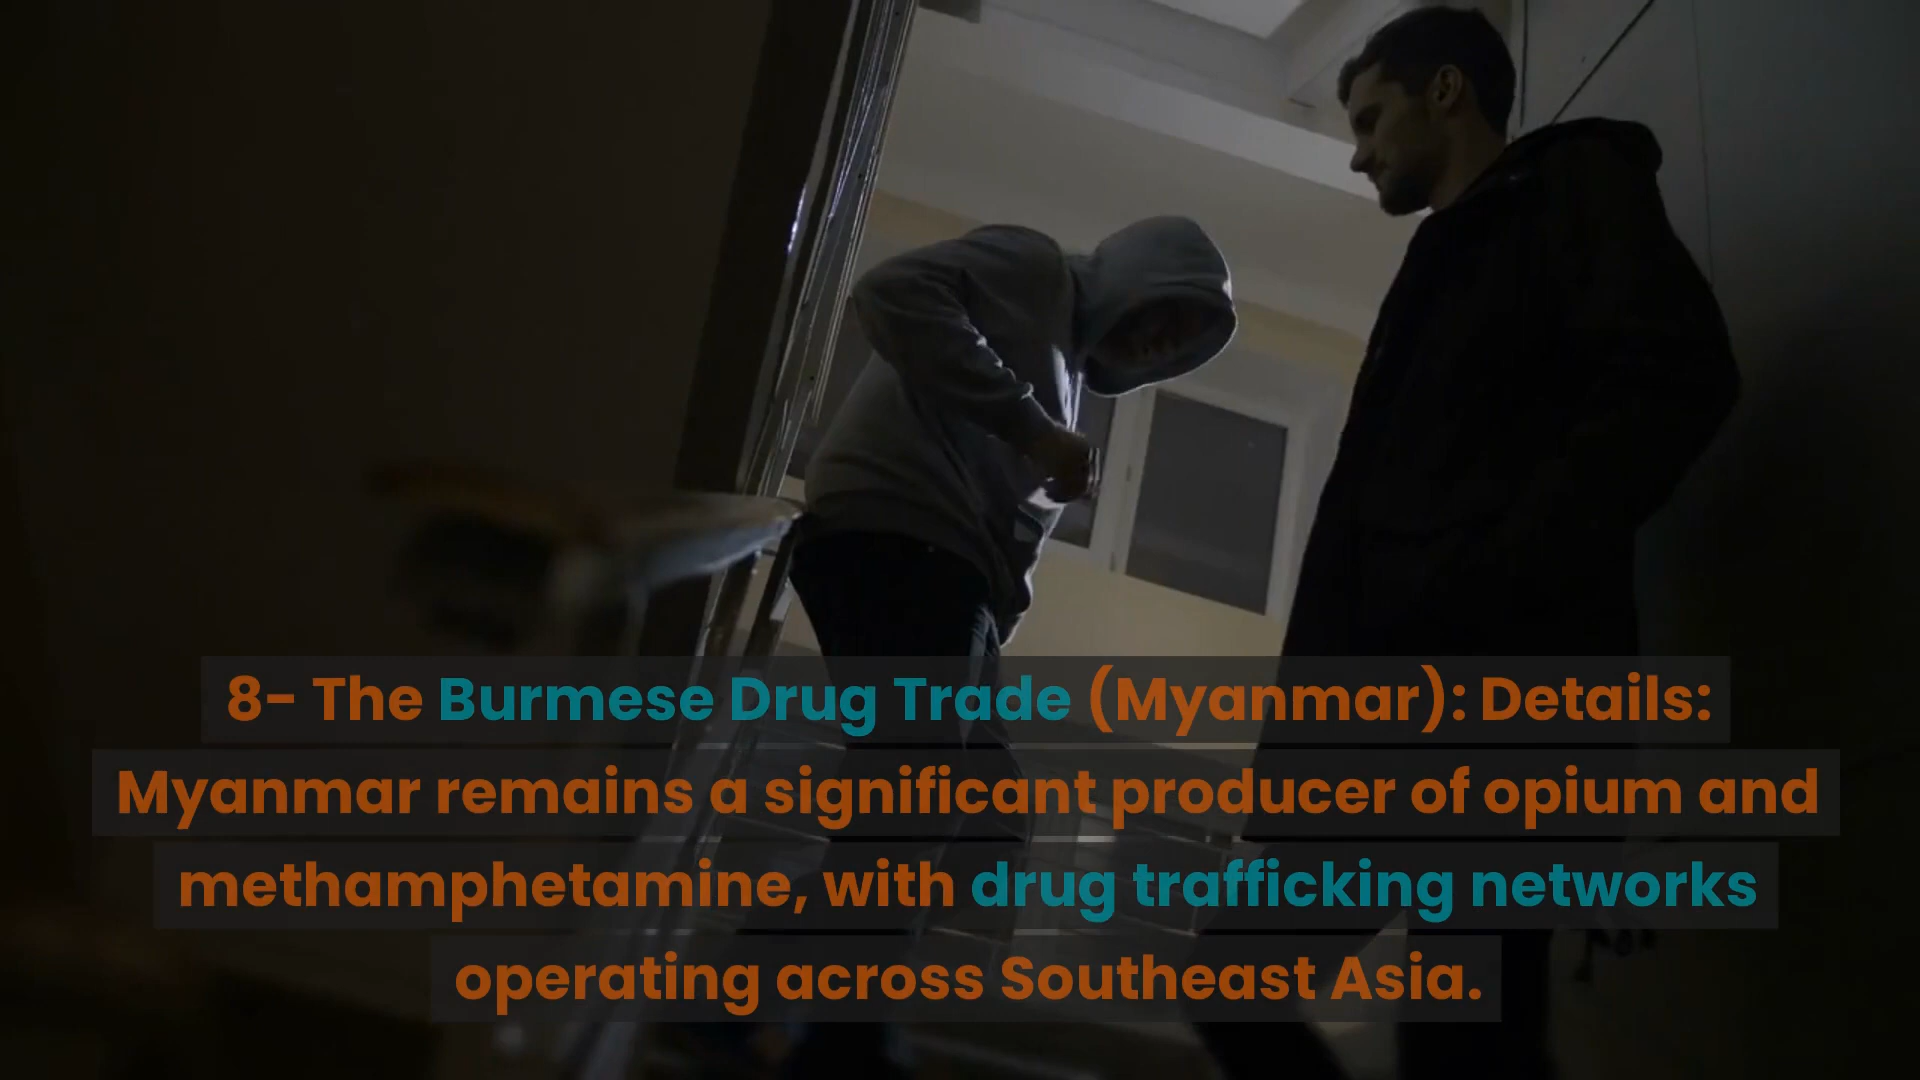 8- The Burmese Drug Trade (Myanmar): Details:
Myanmar remains a significant producer of opium and
methamphetamine, with drug trafficking networks
operating across Southeast Asia.